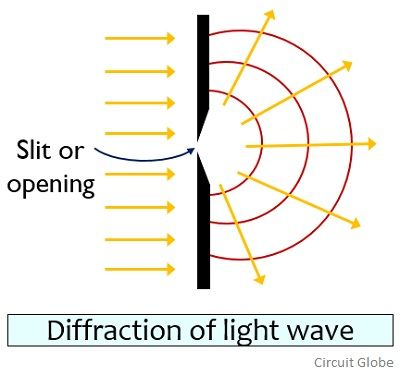 Slit or
opening
Diffraction of light wave
Circuit Globe